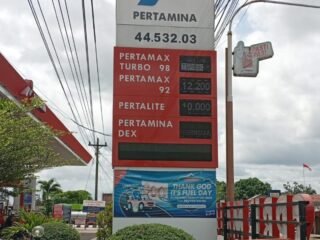 PERTAMINA
44.532.03
PERTAMAX
TURBO 98
PERTAMAX
92
12.200
PERTALITE
10.000
PERTAMINA
DEX
THANK GOD
IT'S FUEL DAY